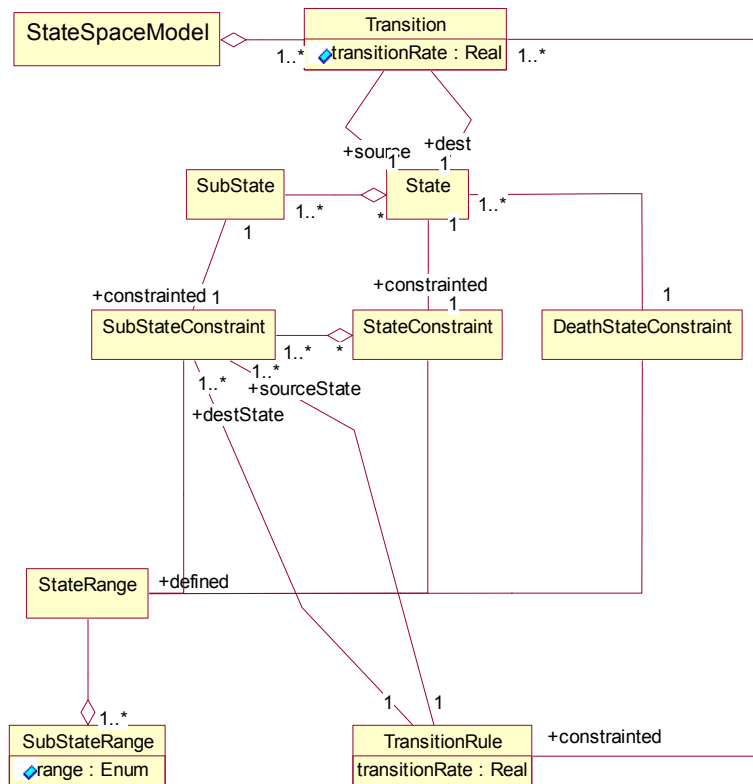 Transition
StateSpaceModel
1..*
transitionRate : Real
1..*
+source
+dest
1
1
SubState
State
1..*
*
1..*
1
1
+constrainted
+constrainted
1
1
1
SubStateConstraint
StateConstraint
DeathStateConstraint
1..*
*
1..*
1..*
+sourceState
+destState
StateRange
+defined
1
1
1..*
SubStateRange
TransitionRule
+constrainted
range : Enum
transitionRate : Real